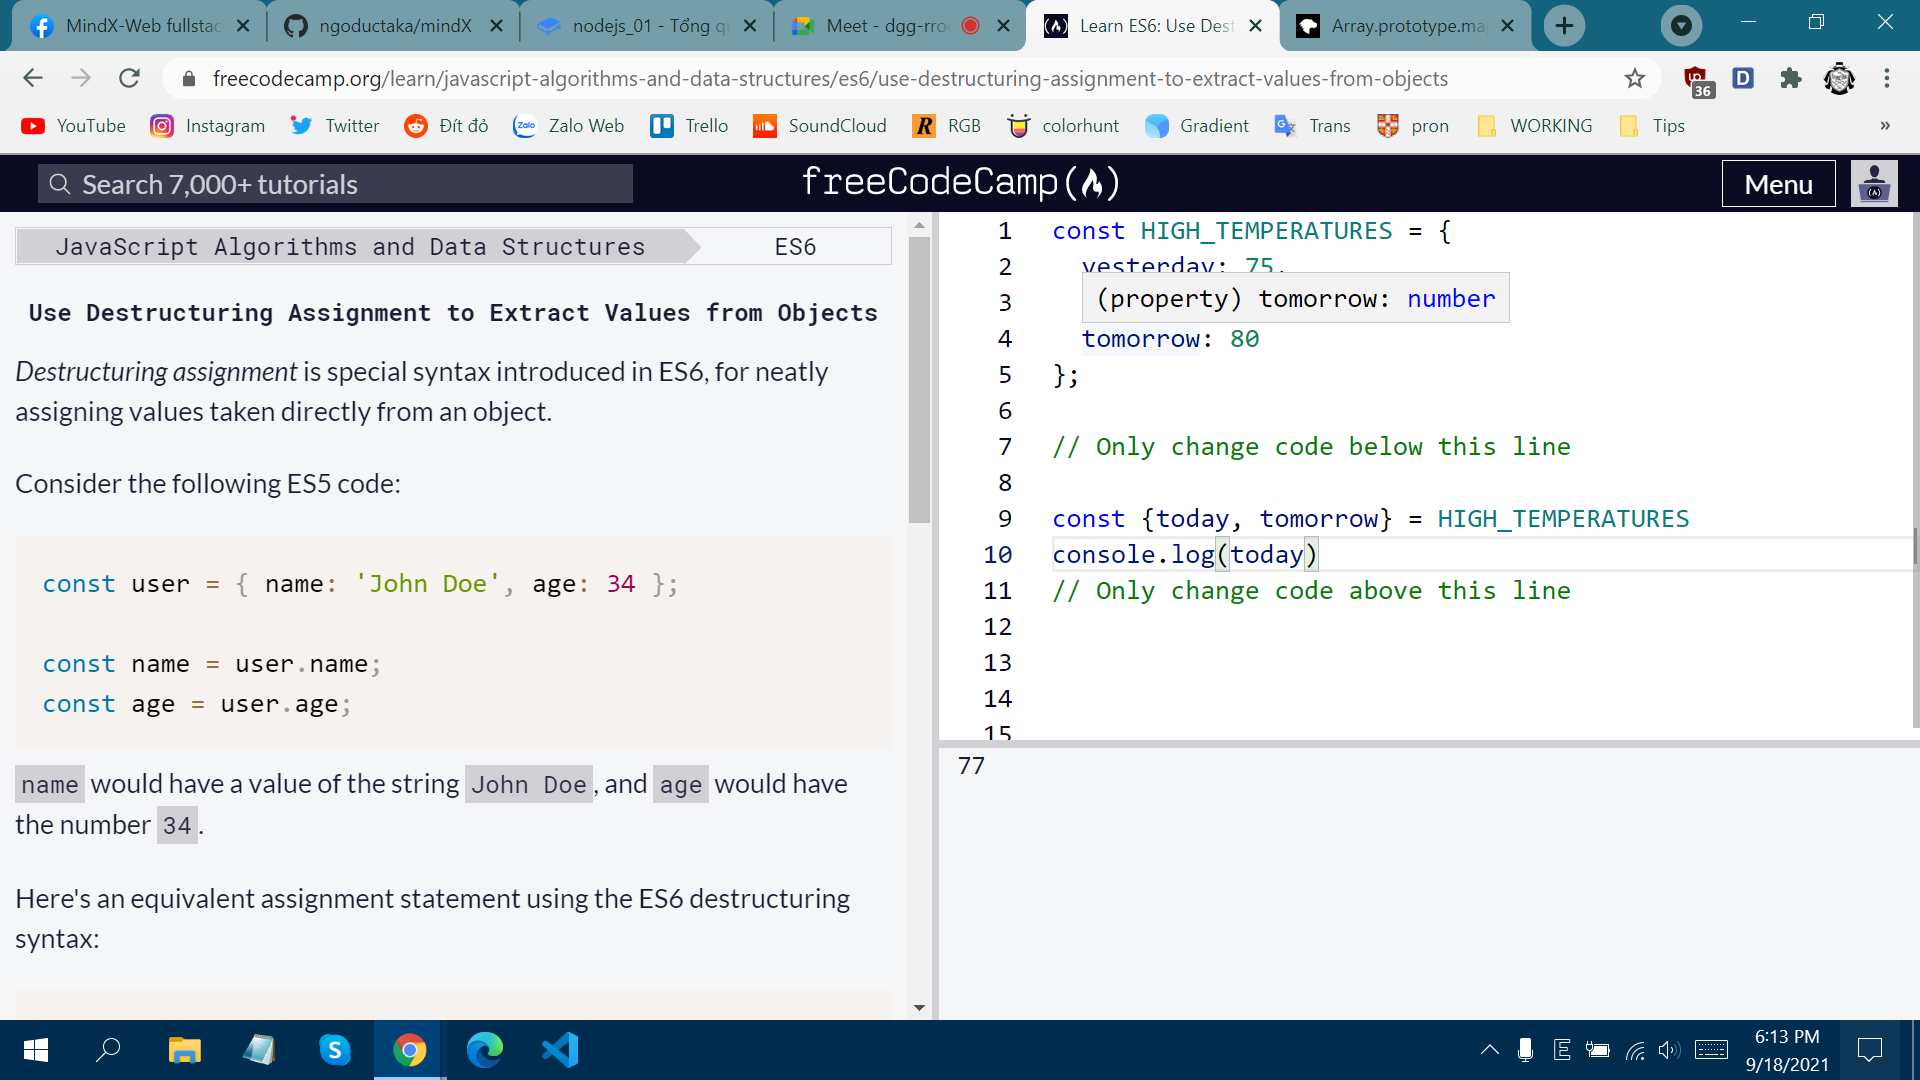 MindX-Web fullstac
ngoductaka/mindX
nodejs_01 - Tổng q
Meet - dgg-rro
Learn ES6: Use Dest
Array.prototype.ma
freecodecamp.org/learn/javascript-algorithms-and-data-structures/es6/use-destructuring-assignment-to-extract-values-from-objects
36
D
YouTube
Instagram
Twitter
Đít đỏ
Zalo
Zalo Web
Trello
SoundCloud
R
RGB
colorhunt
Gradient
Trans
pron
WORKING
Tips
»
Search 7,000+ tutorials
freeCodeCamp
Menu
JavaScript Algorithms and Data Structures
ES6
Use Destructuring Assignment to Extract Values from Objects
Destructuring assignment is special syntax introduced in ES6, for neatly
assigning values taken directly from an object.
Consider the following ES5 code:
const user = { name: 'John Doe', age: 34 };
const name = user.name;
const age = user.age;
name would have a value of the string John Doe, and age would have
the number 34.
Here's an equivalent assignment statement using the ES6 destructuring
syntax:
1 const HIGH_TEMPERATURES = {
2 yesterday: 75,
(property) tomorrow: number
3
4 tomorrow: 80
5 };
6
7 // Only change code below this line
8
9 const {today, tomorrow} = HIGH_TEMPERATURES
10 console.log(today)
11 // Only change code above this line
12
13
14
15
77
6:13 PM
9/18/2021